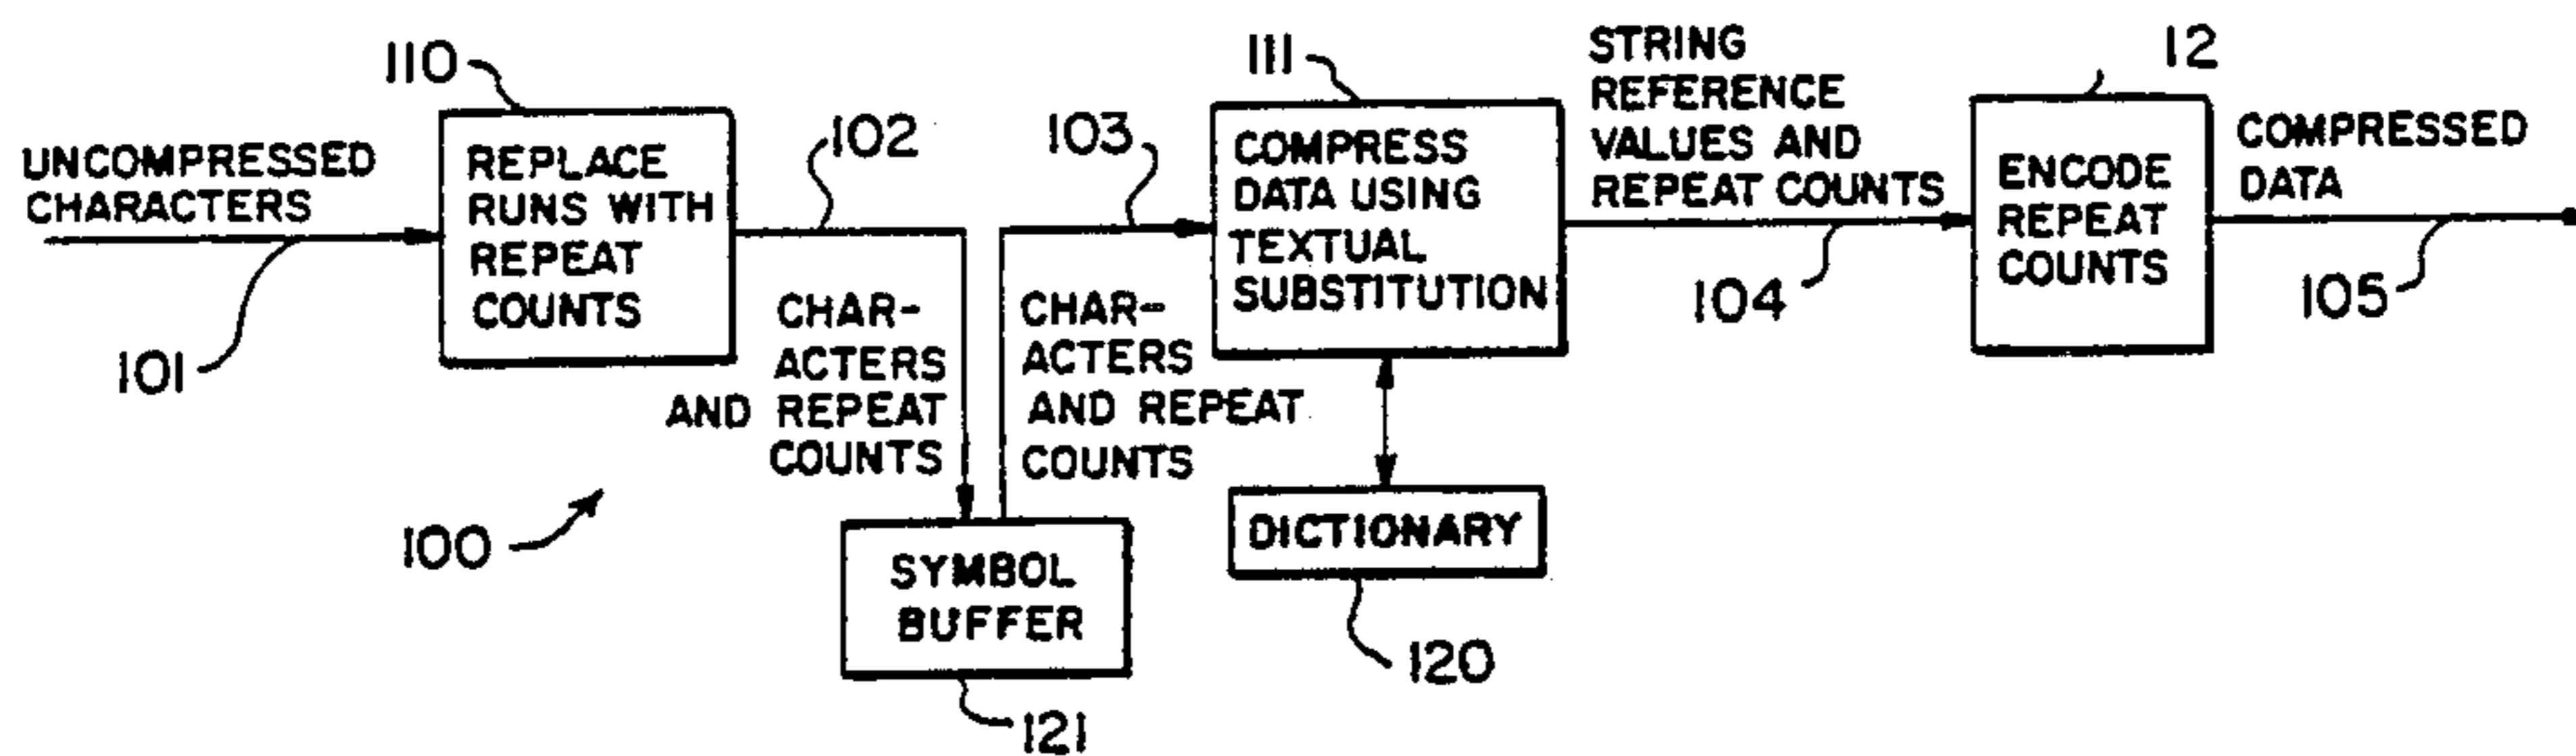 110
111
STRING
REFERENCE
VALUES AND
REPEAT COUNTS
12
UNCOMPRESSED
CHARACTERS
101
REPLACE
RUNS WITH
REPEAT
COUNTS
102
CHAR-
ACTERS
AND REPEAT
COUNTS
103
CHAR-
ACTERS
AND REPEAT
COUNTS
COMPRESS
DATA USING
TEXTUAL
SUBSTITUTION
104
ENCODE
REPEAT
COUNTS
COMPRESSED
DATA
105
100
SYMBOL
BUFFER
121
DICTIONARY
120